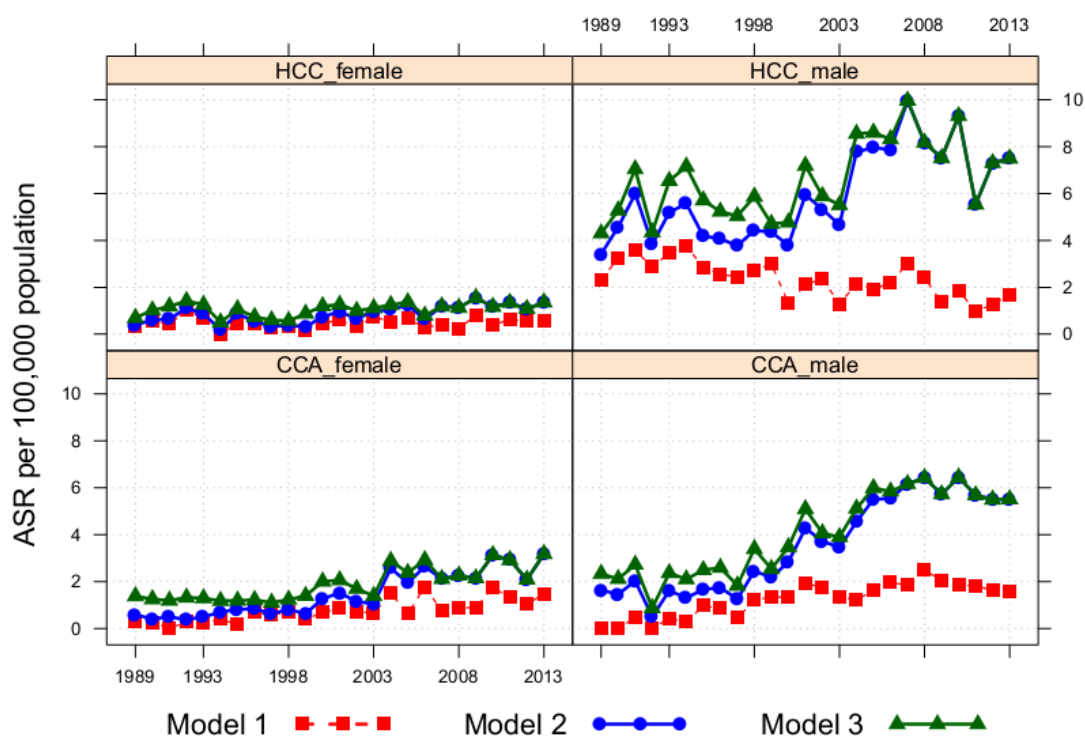 1989 1993 1998 2003 2008 2013
HCC_female HCC_male
10
8
6
4
2
0
CCA_female CCA_male
10
8
6
4
2
0
ASR per 100,000 population
1989 1993 1998 2003 2008 2013
Model 1 Model 2 Model 3